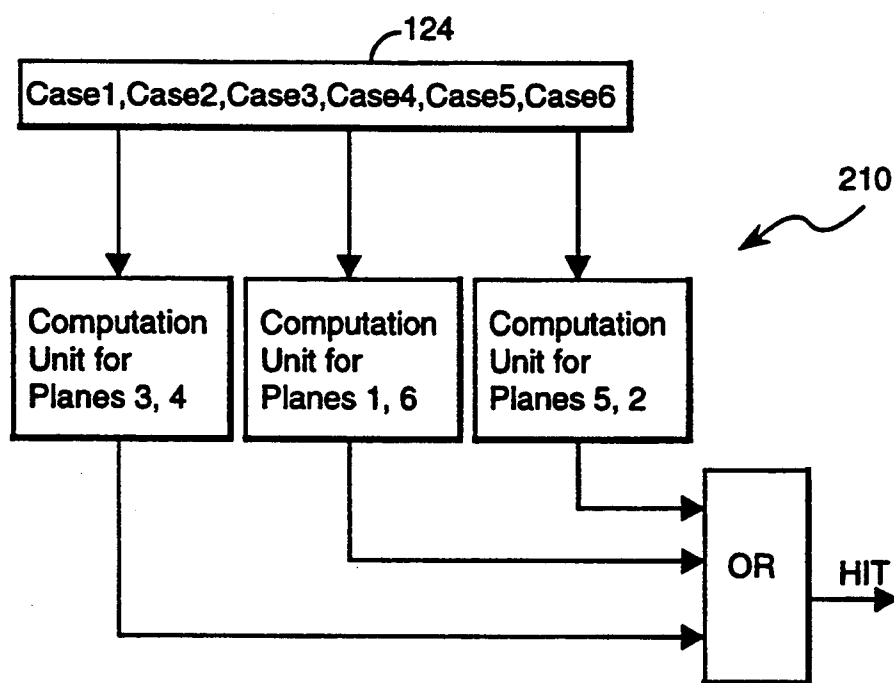 124
Case1,Case2,Case3,Case4,Case5,Case6
210
Computation
Unit for
Planes 3, 4
Computation
Unit for
Planes 1, 6
Computation
Unit for
Planes 5, 2
OR
HIT